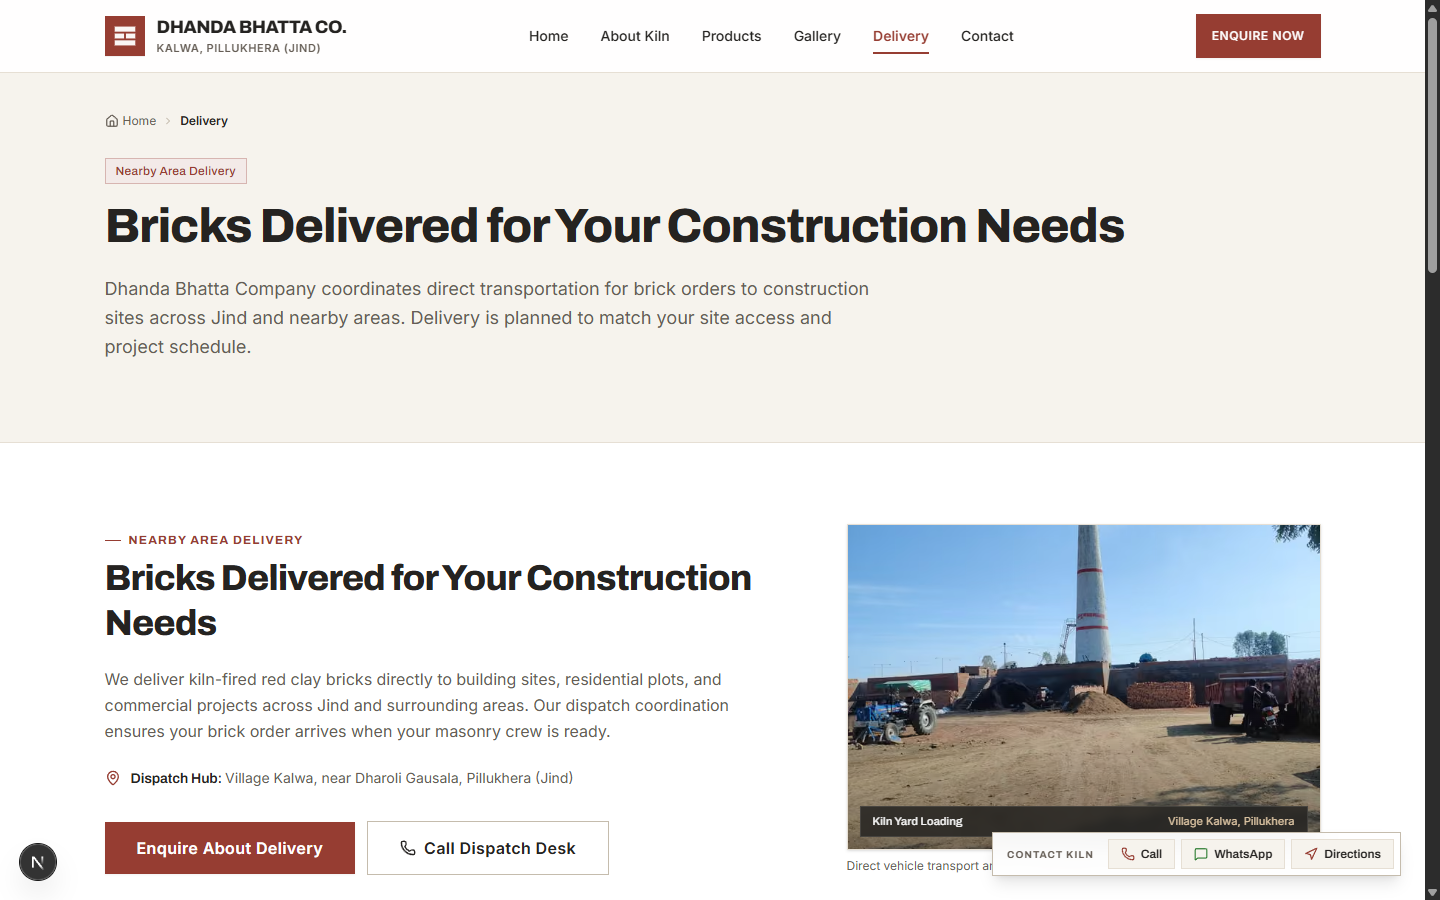 DHANDA BHATTA CO.
KALWA, PILLUKHERA (JIND)
Home
About Kiln
Products
Gallery
Delivery
Contact
ENQUIRE NOW
Home
Delivery
Nearby Area Delivery
Bricks Delivered for Your Construction Needs
Dhanda Bhatta Company coordinates direct transportation for brick orders to construction
sites across Jind and nearby areas. Delivery is planned to match your site access and
project schedule.
NEARBY AREA DELIVERY
Bricks Delivered for Your Construction
Needs
We deliver kiln-fired red clay bricks directly to building sites, residential plots, and
commercial projects across Jind and surrounding areas. Our dispatch coordination
ensures your brick order arrives when your masonry crew is ready.
Dispatch Hub: Village Kalwa, near Dharoli Gausala, Pillukhera (Jind)
Enquire About Delivery
Call Dispatch Desk
Kiln Yard Loading
Village Kalwa, Pillukhera
Direct vehicle transport
CONTACT KILN
Call
WhatsApp
Directions
N